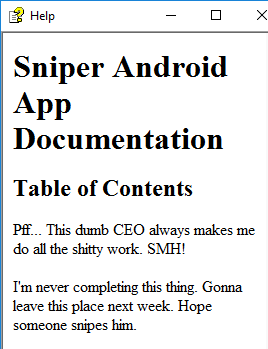 Help
Sniper Android
App
Documentation
Table of Contents
Pff... This dumb CEO always makes me
do all the shitty work. SMH!
I'm never completing this thing. Gonna
leave this place next week. Hope
someone snipes him.